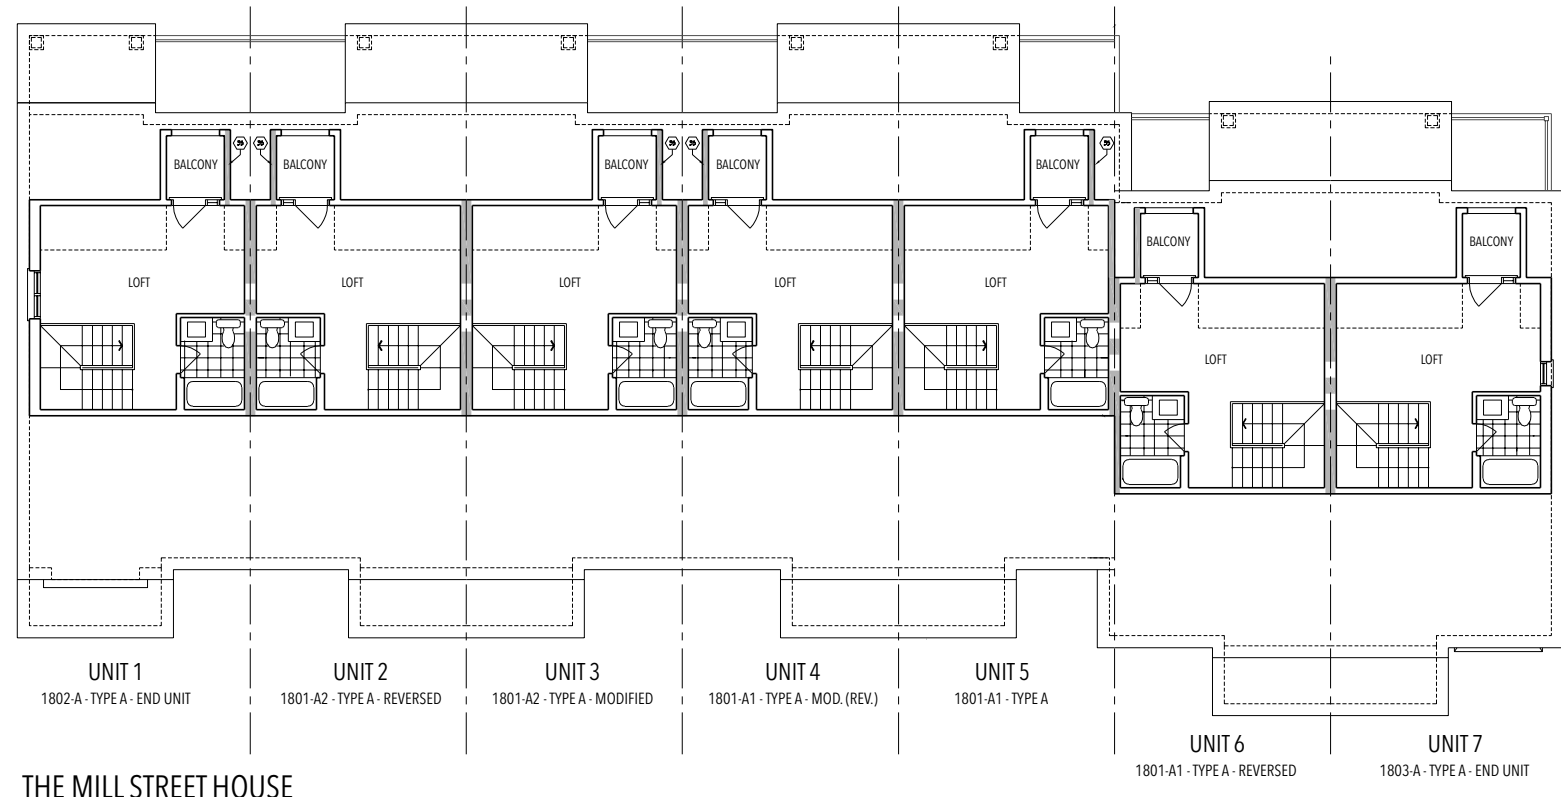 BALCONY
BALCONY
BALCONY
BALCONY
BALCONY
BALCONY
BALCONY
LOFT
LOFT
LOFT
LOFT
LOFT
LOFT
LOFT
UNIT 1
1802-A - TYPE A - END UNIT
UNIT 2
1801-A2 - TYPE A - REVERSED
UNIT 3
1801-A2 - TYPE A - MODIFIED
UNIT 4
1801-A1 - TYPE A - MOD. (REV.)
UNIT 5
1801-A1 - TYPE A
UNIT 6
1801-A1 - TYPE A - REVERSED
UNIT 7
1803-A - TYPE A - END UNIT
THE MILL STREET HOUSE